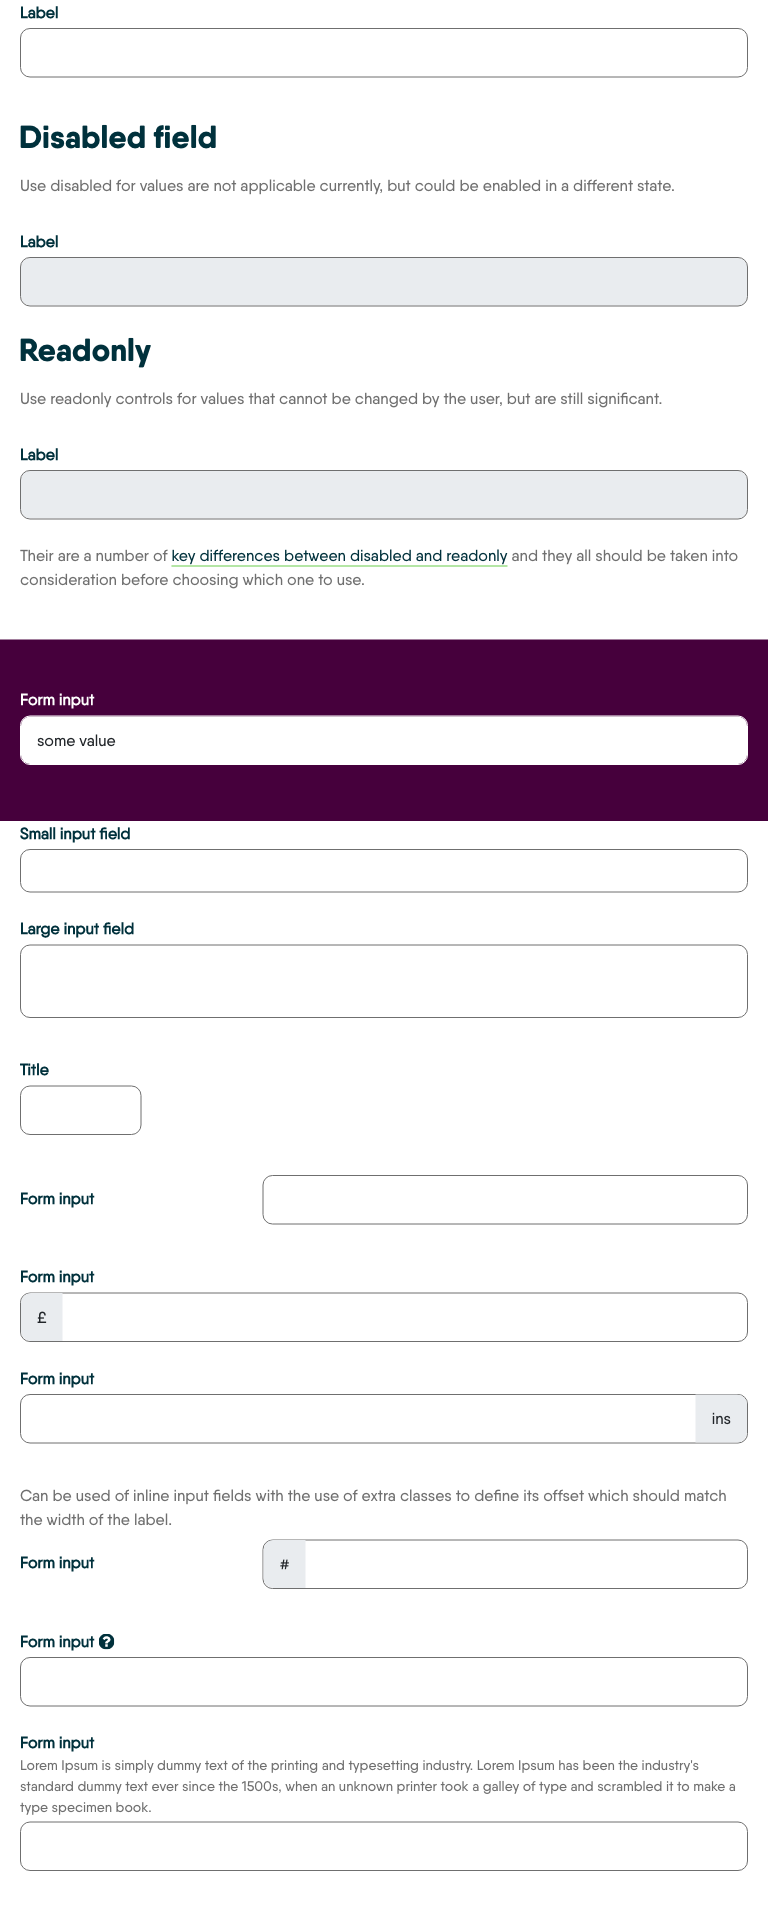 Label
Disabled field
Use disabled for values are not applicable currently, but could be enabled in a different state.
Label
Readonly
Use readonly controls for values that cannot be changed by the user, but are still significant.
Label
Their are a number of key differences between disabled and readonly and they all should be taken into
consideration before choosing which one to use.
Form input
some value
Small input field
Large input field
Title
Form input
Form input
£
Form input
ins
Can be used of inline input fields with the use of extra classes to define its offset which should match
the width of the label.
Form input
#
Form input ?
Form input
Lorem Ipsum is simply dummy text of the printing and typesetting industry. Lorem Ipsum has been the industry's
standard dummy text ever since the 1500s, when an unknown printer took a galley of type and scrambled it to make a
type specimen book.